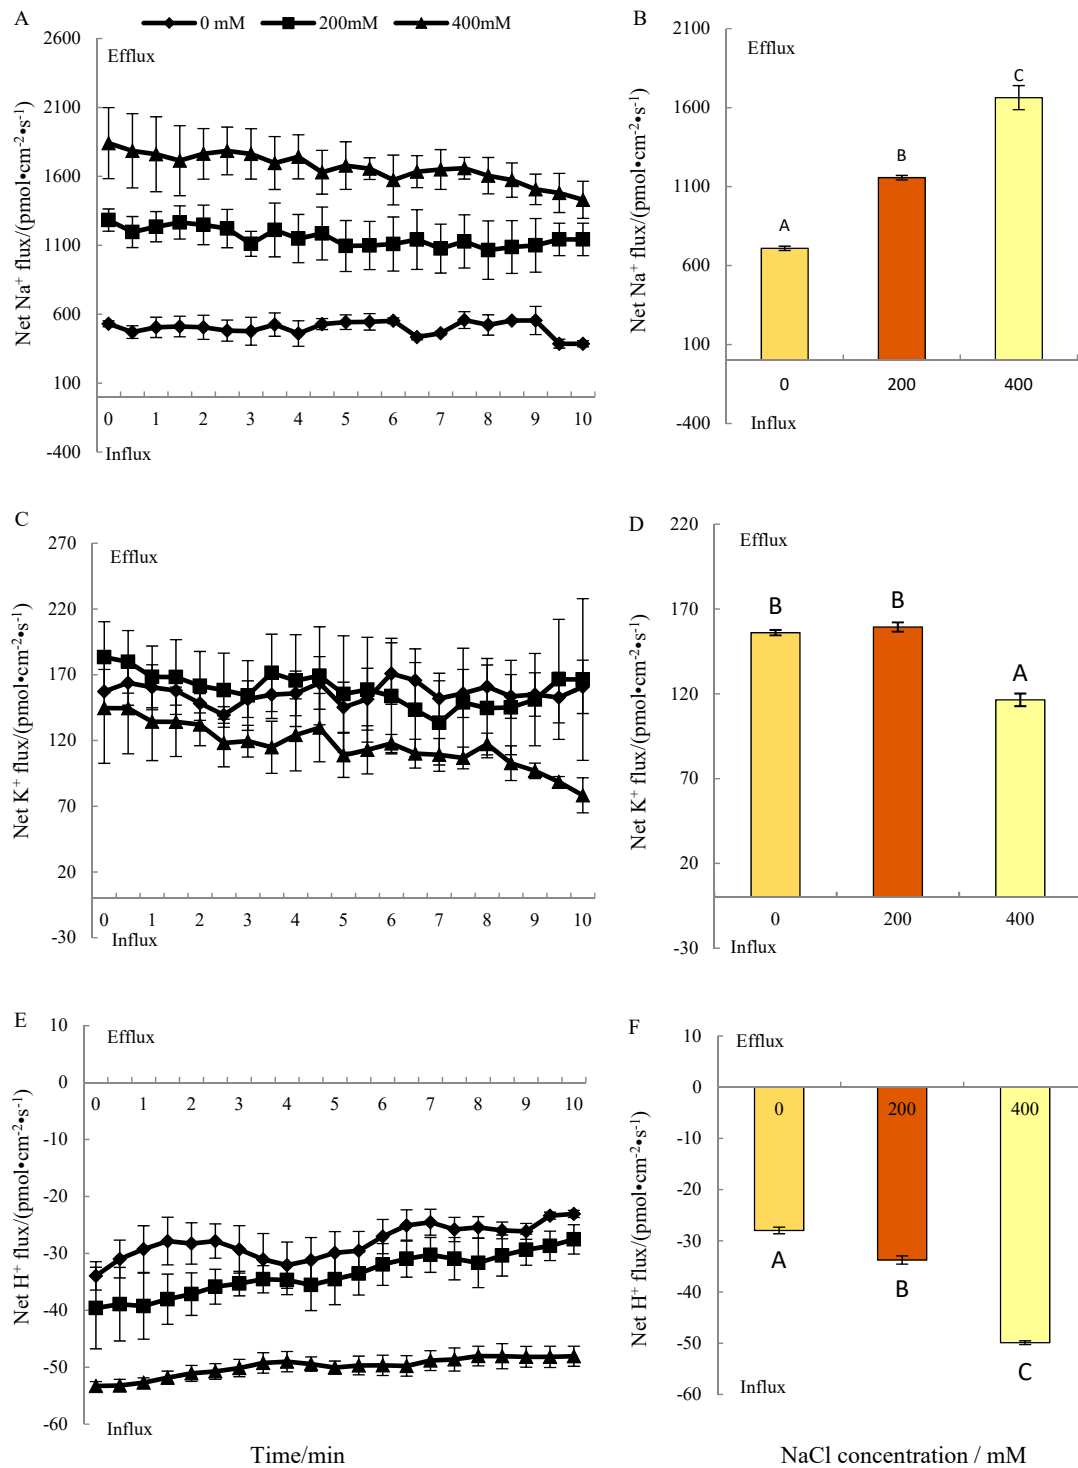 A
0 mM 200mM 400mM
2600
Efflux
2100
1600
1100
600
100
-400
Net Na⁺ flux/(pmol•cm⁻²•s⁻¹)
0 1 2 3 4 5 6 7 8 9 10
Influx
B
2100
Efflux
1600
1100
600
100
-400
Net Na⁺ flux/(pmol•cm⁻²•s⁻¹)
A
B
C
0 200 400
Influx
C
270
Efflux
220
170
120
70
20
-30
Net K⁺ flux/(pmol•cm⁻²•s⁻¹)
0 1 2 3 4 5 6 7 8 9 10
Influx
D
220
Efflux
170
120
70
20
-30
Net K⁺ flux/(pmol•cm⁻²•s⁻¹)
B
B
A
0 200 400
Influx
E
10
Efflux
0
-10
-20
-30
-40
-50
-60
Net H⁺ flux/(pmol•cm⁻²•s⁻¹)
0 1 2 3 4 5 6 7 8 9 10
Influx
Time/min
F
10
Efflux
0
-10
-20
-30
-40
-50
-60
Net H⁺ flux/(pmol•cm⁻²•s⁻¹)
0 200 400
A
B
C
Influx
NaCl concentration / mM